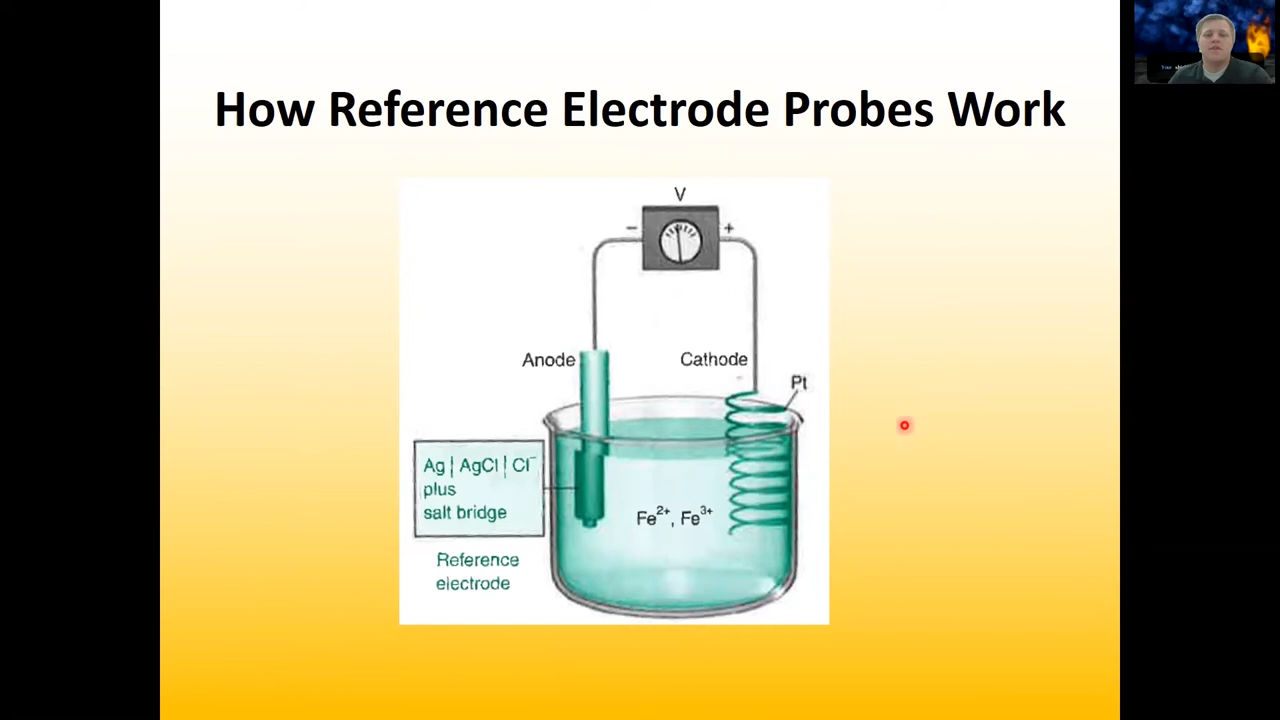 How Reference Electrode Probes Work
V
− +
Anode
Cathode
Pt
Ag | AgCl | Cl⁻
plus
salt bridge
Fe²⁺, Fe³⁺
Reference
electrode